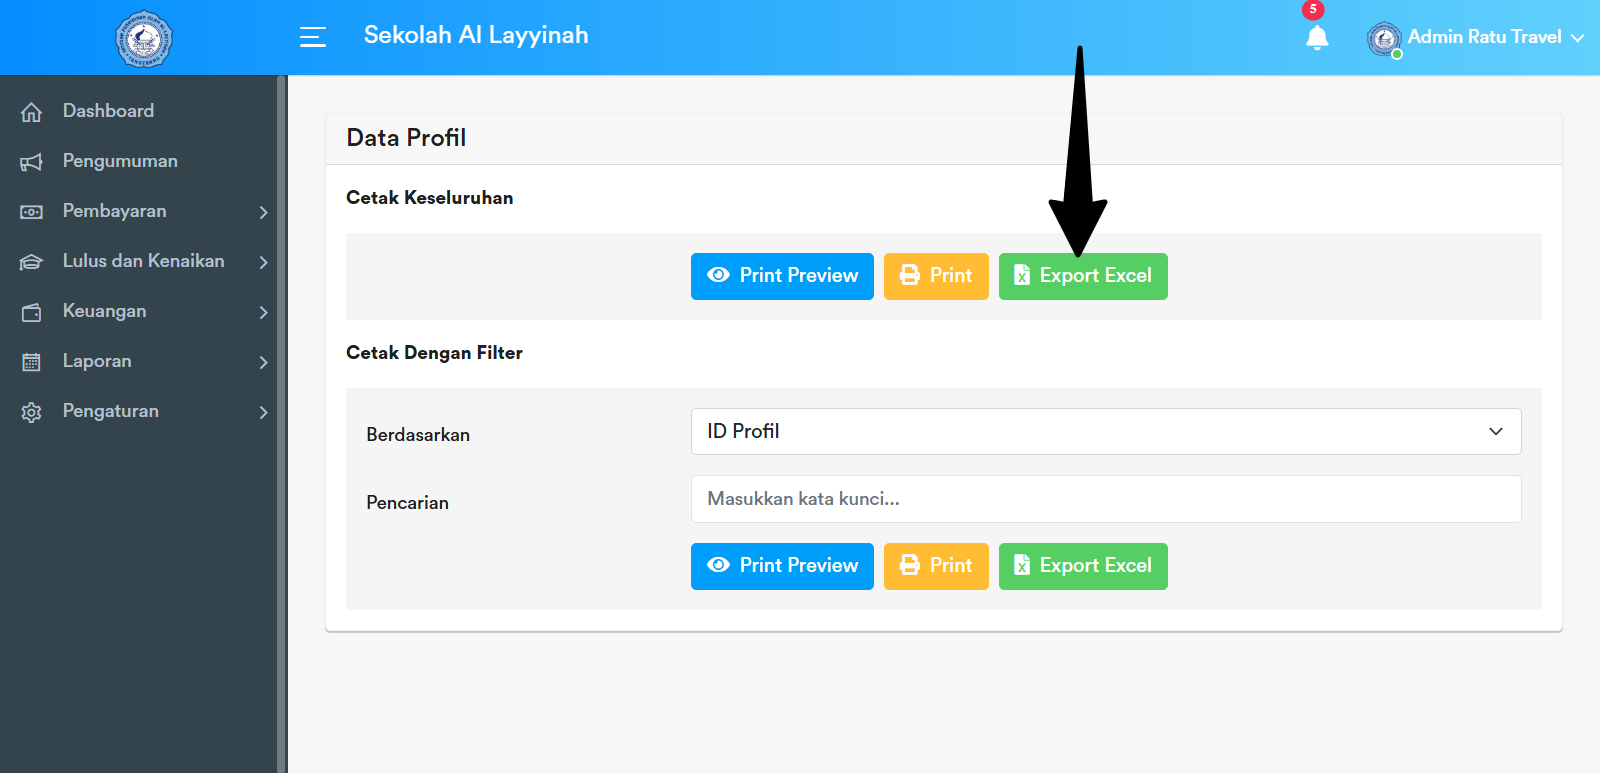 Sekolah Al Layyinah
5
Admin Ratu Travel
Dashboard
Pengumuman
Pembayaran
Lulus dan Kenaikan
Keuangan
Laporan
Pengaturan
Data Profil
Cetak Keseluruhan
Print Preview
Print
Export Excel
Cetak Dengan Filter
Berdasarkan
ID Profil
Pencarian
Masukkan kata kunci...
Print Preview
Print
Export Excel